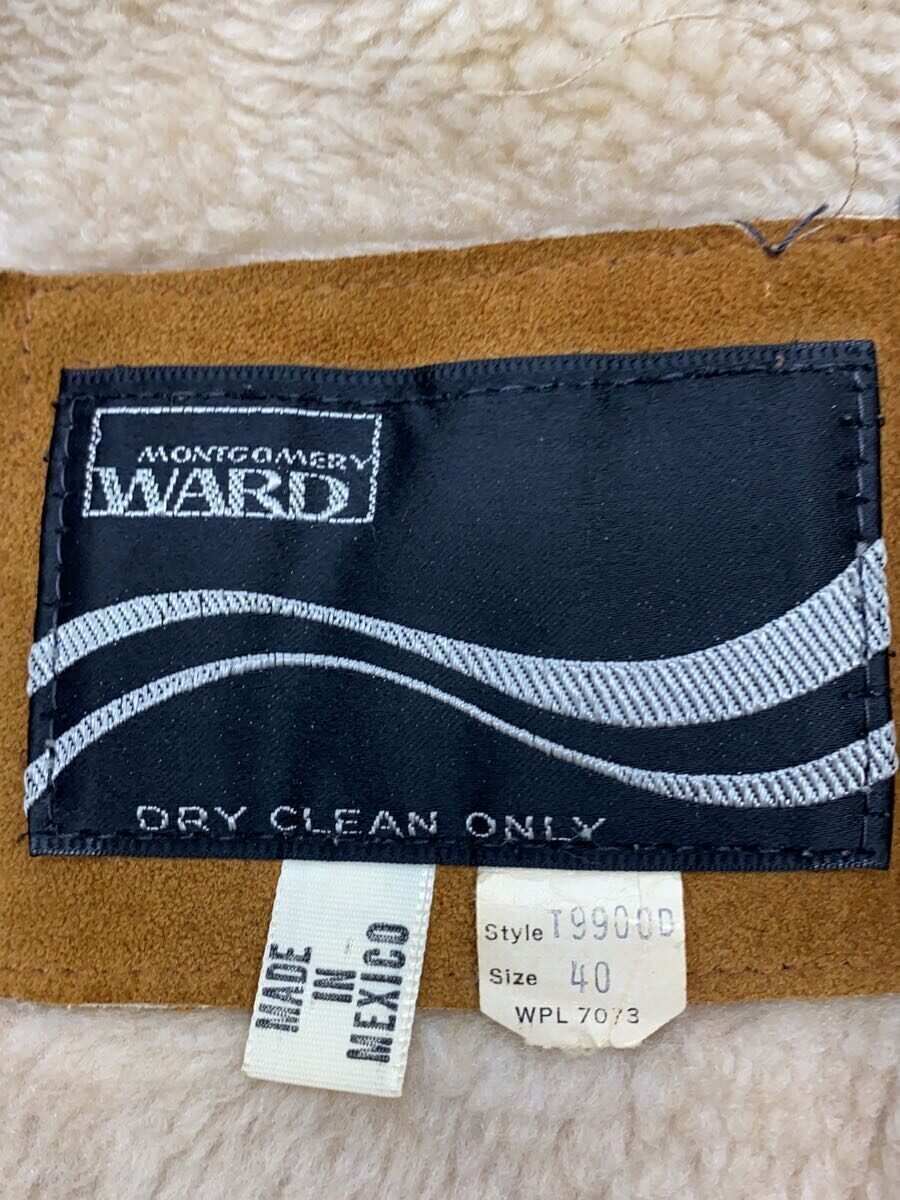 MONTGOMERY
WARD
DRY CLEAN ONLY
MADE
IN
MEXICO
Style T9900D
Size 40
WPL 7073